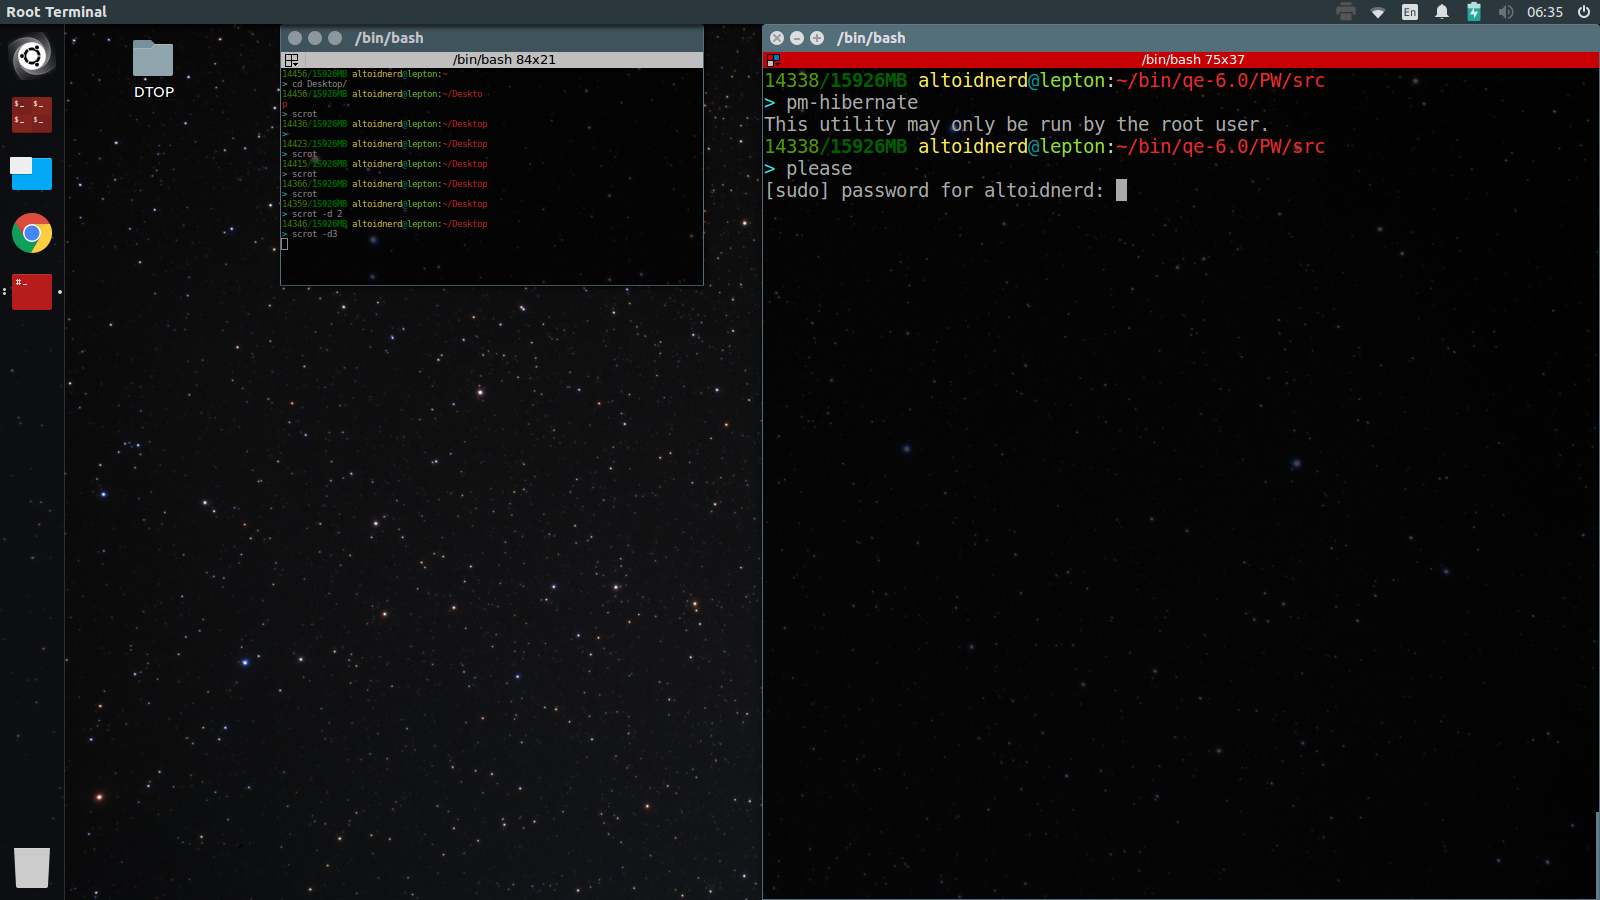 Root Terminal
En
06:35
DTOP
/bin/bash
/bin/bash 84x21
14456/15926MB altoidnerd@lepton:~
> cd Desktop/
14456/15926MB altoidnerd@lepton:~/Deskto
p
> scrot
14436/15926MB altoidnerd@lepton:~/Desktop
>
14423/15926MB altoidnerd@lepton:~/Desktop
> scrot
14415/15926MB altoidnerd@lepton:~/Desktop
> scrot
14366/15926MB altoidnerd@lepton:~/Desktop
> scrot
14359/15926MB altoidnerd@lepton:~/Desktop
> scrot -d 2
14346/15926MB altoidnerd@lepton:~/Desktop
> scrot -d3
/bin/bash
/bin/bash 75x37
14338/15926MB altoidnerd@lepton:~/bin/qe-6.0/PW/src
> pm-hibernate
This utility may only be run by the root user.
14338/15926MB altoidnerd@lepton:~/bin/qe-6.0/PW/src
> please
[sudo] password for altoidnerd:
$_ $_
$_ $_
#_